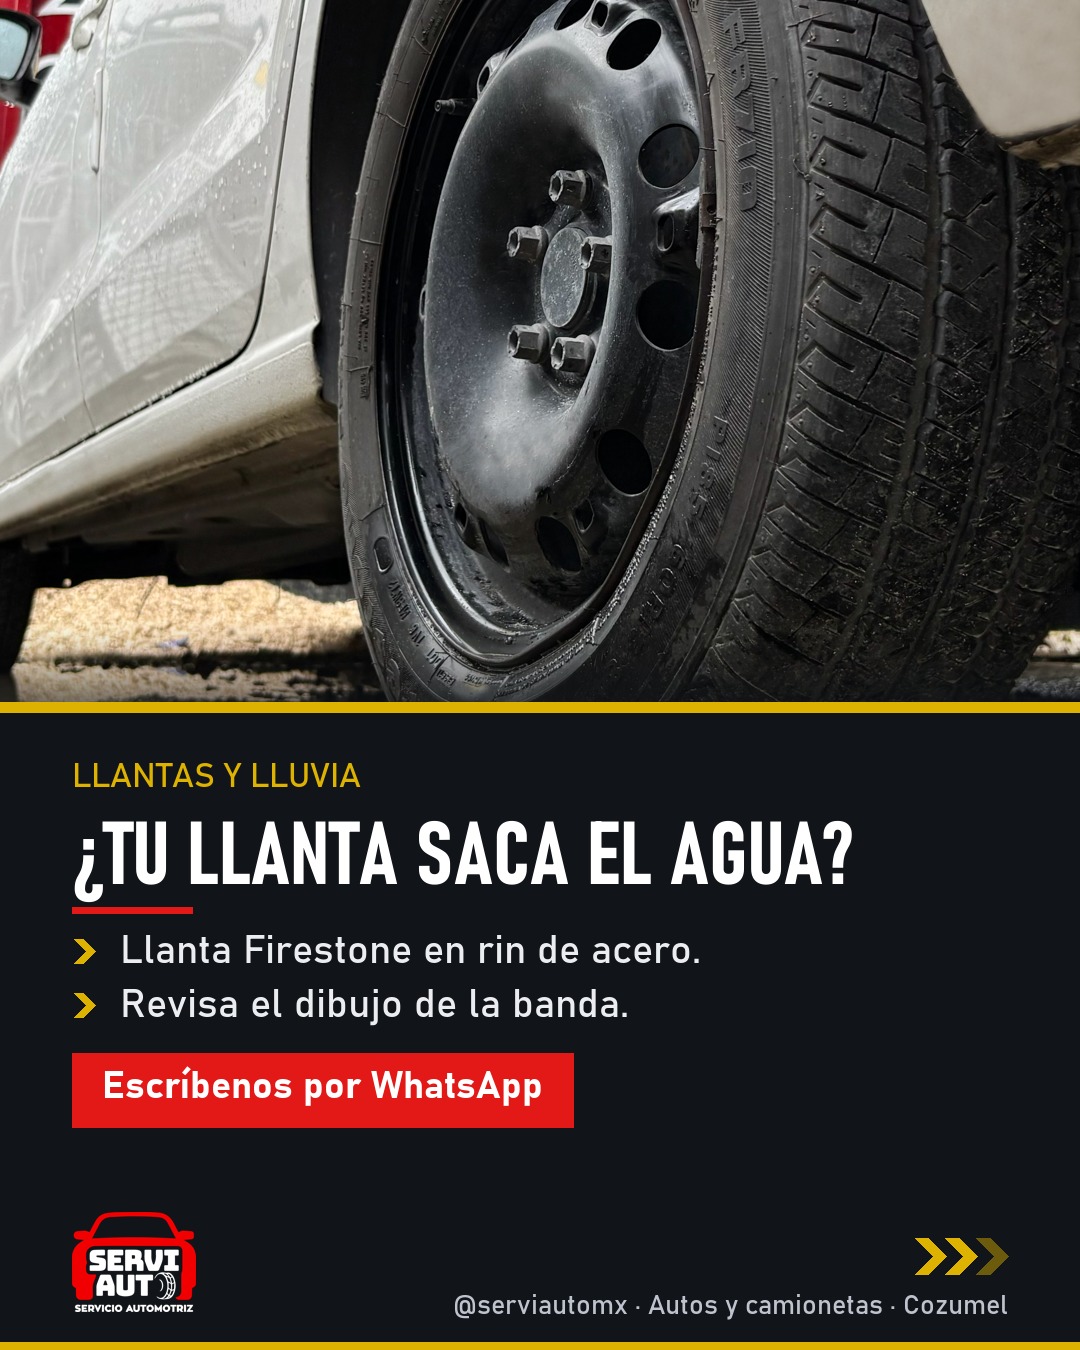 LLANTAS Y LLUVIA
¿TU LLANTA SACA EL AGUA?
Llanta Firestone en rin de acero.
Revisa el dibujo de la banda.
Escríbenos por WhatsApp
SERVI
AUTO
SERVICIO AUTOMOTRIZ
@serviautomx · Autos y camionetas · Cozumel